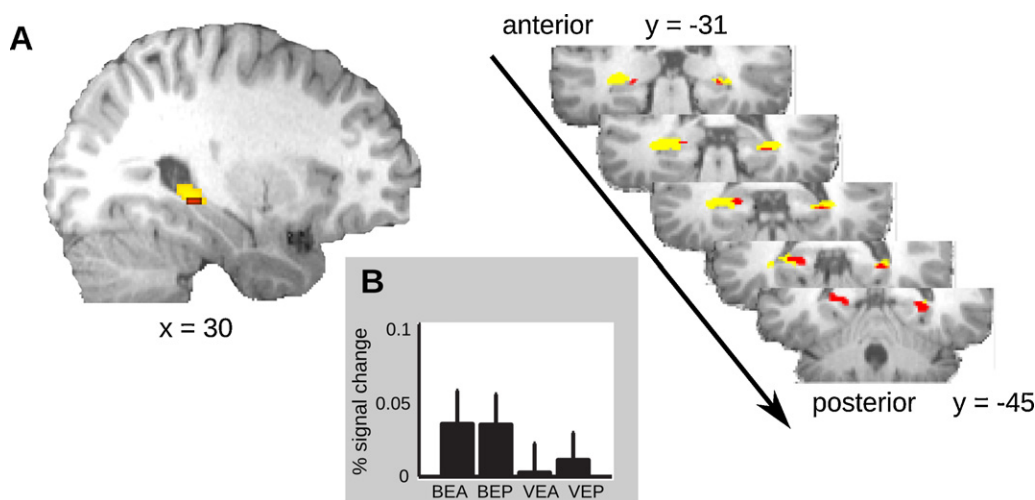 A
anterior y = -31
x = 30
posterior y = -45
B
% signal change
0.1
0.05
0
BEA BEP VEA VEP